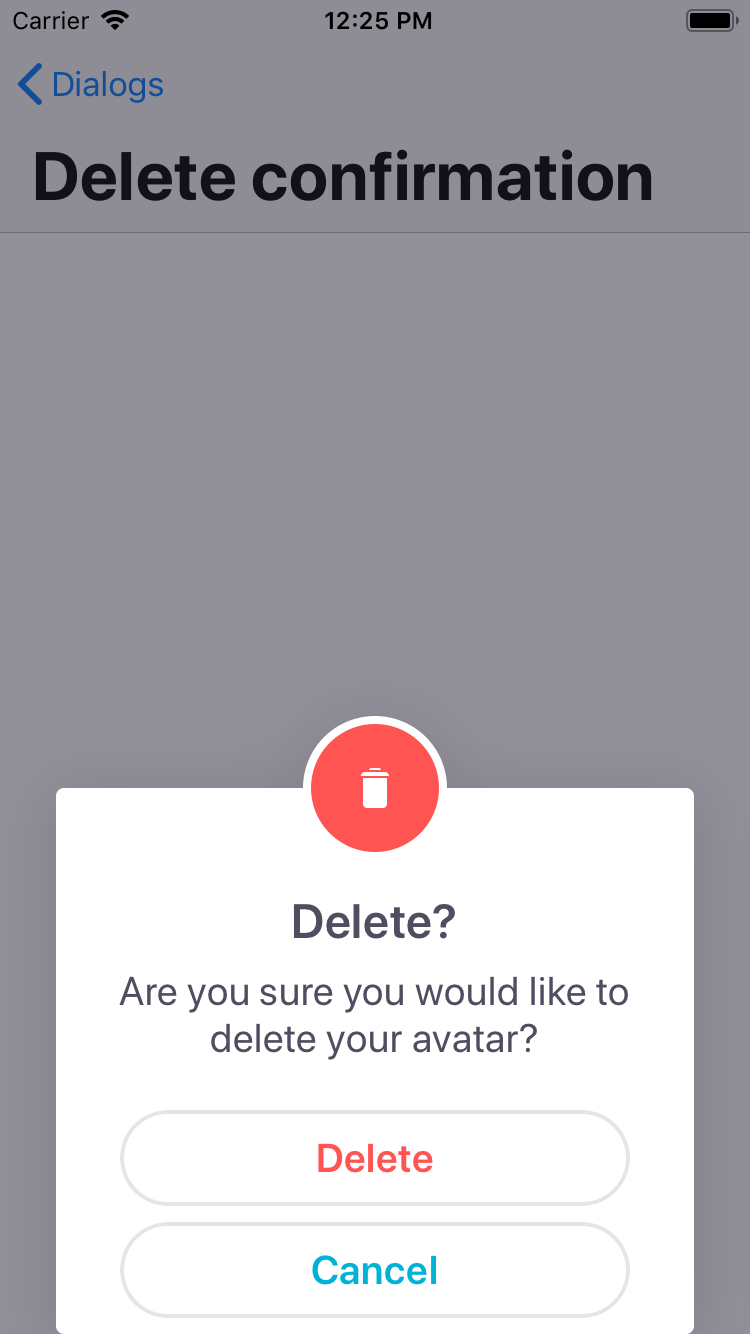 Carrier 12:25 PM
Dialogs
Delete confirmation
Delete?
Are you sure you would like to
delete your avatar?
Delete
Cancel